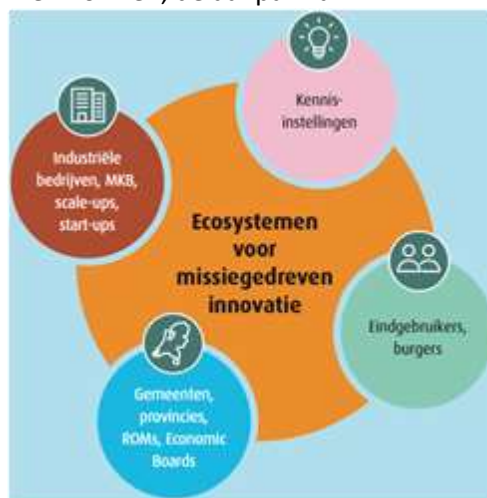 Kennis-
instellingen
Industriële
bedrijven, MKB,
scale-ups,
start-ups
Ecosystemen
voor
missiegedreven
innovatie
Eindgebruikers,
burgers
Gemeenten,
provincies,
ROMs, Economic
Boards